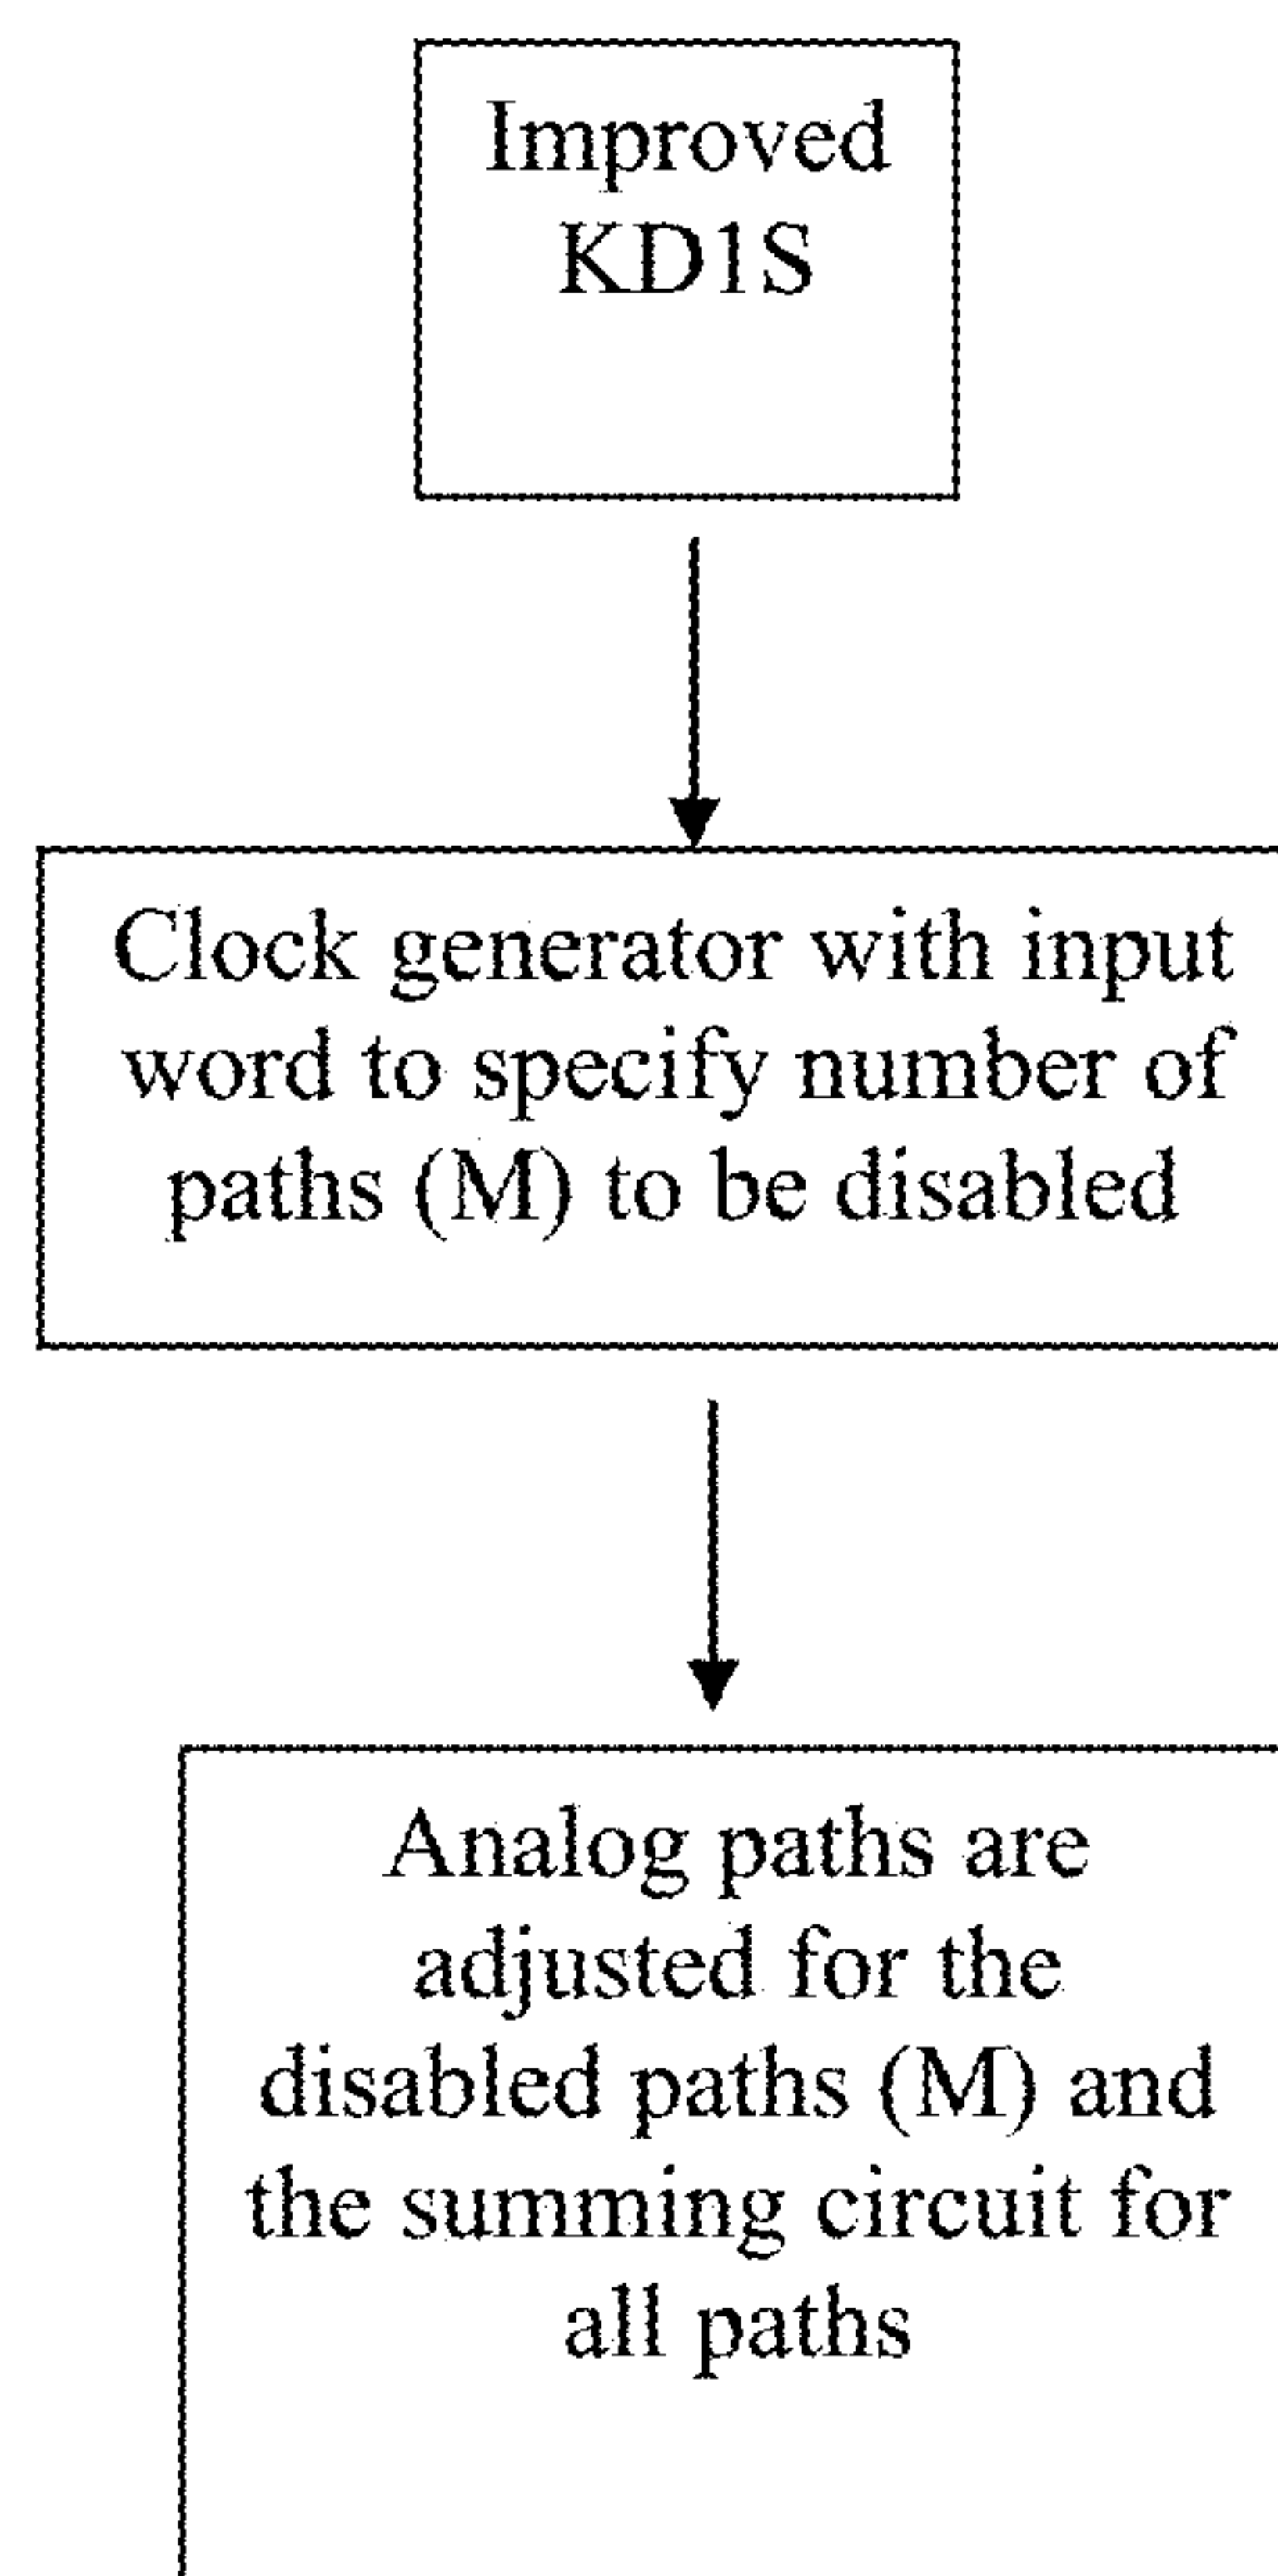 Improved
KD1S
Clock generator with input
word to specify number of
paths (M) to be disabled
Analog paths are
adjusted for the
disabled paths (M) and
the summing circuit for
all paths